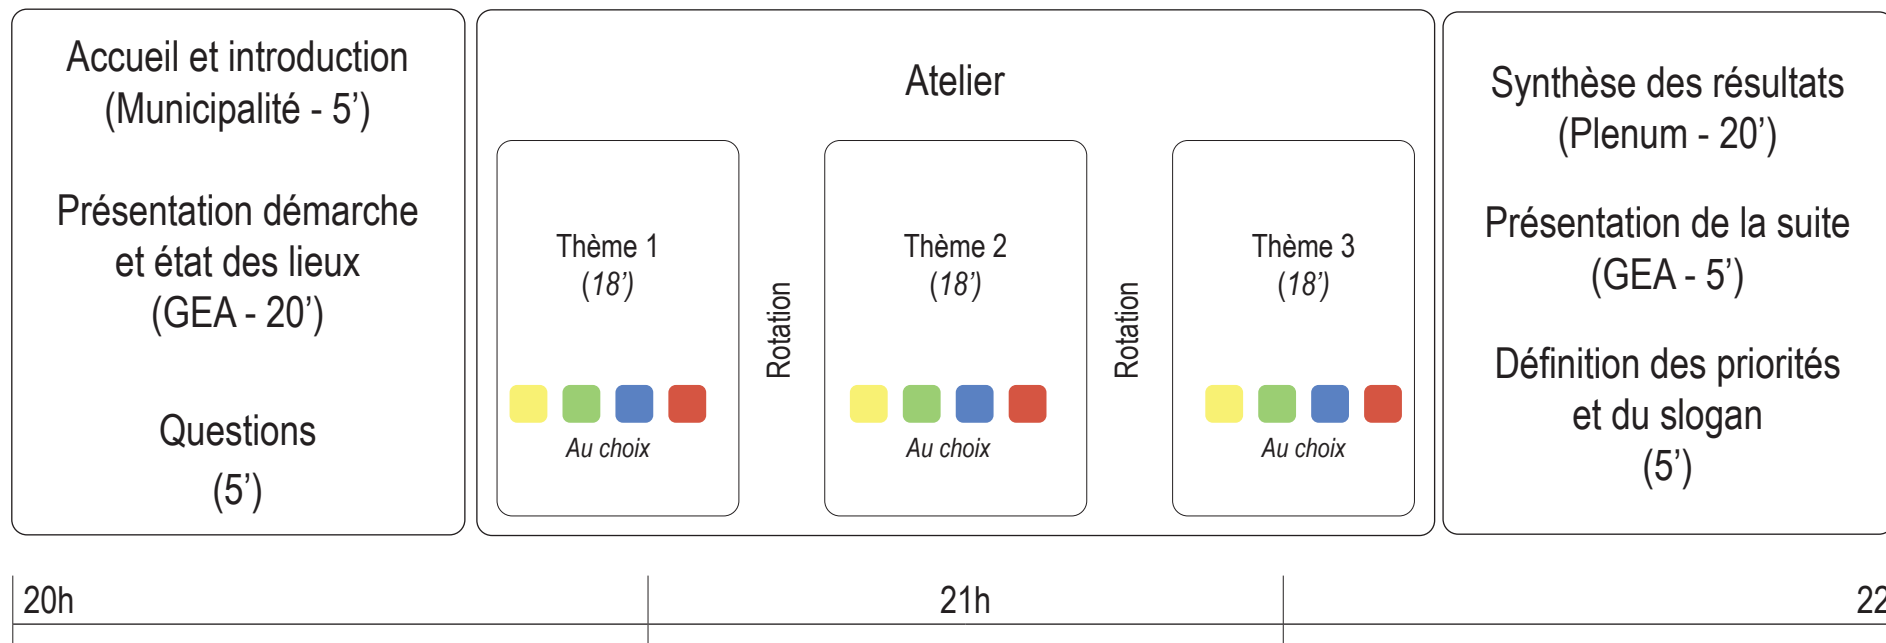 Accueil et introduction
(Municipalité - 5’)
Présentation démarche
et état des lieux
(GEA - 20’)
Questions
(5’)
Atelier
Thème 1
(18’)
Au choix
Rotation
Thème 2
(18’)
Au choix
Rotation
Thème 3
(18’)
Au choix
Synthèse des résultats
(Plenum - 20’)
Présentation de la suite
(GEA - 5’)
Définition des priorités
et du slogan
(5’)
20h
21h
22